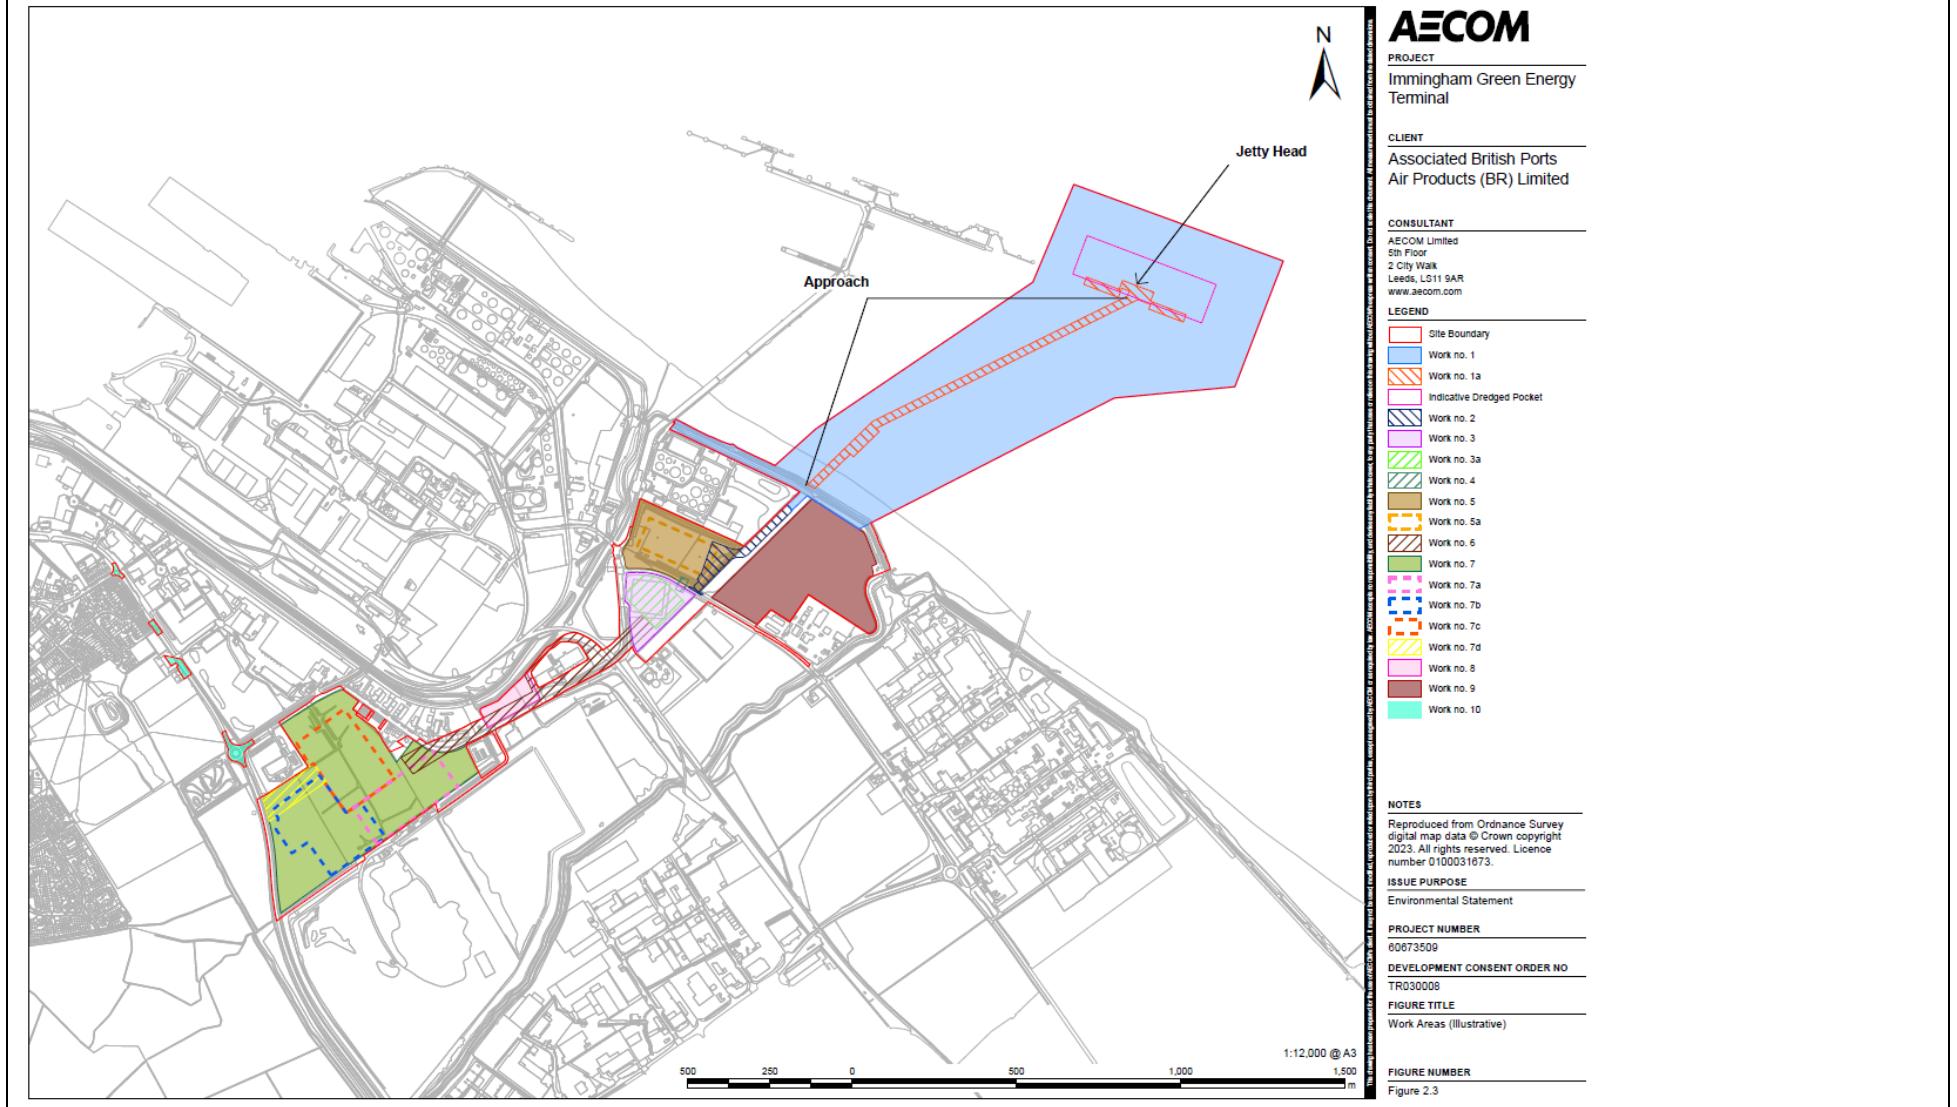 N
Jetty Head
Approach
1:12,000 @ A3
500 250 0 500 1,000 1,500
m
AECOM
PROJECT
Immingham Green Energy
Terminal
CLIENT
Associated British Ports
Air Products (BR) Limited
CONSULTANT
AECOM Limited
5th Floor
2 City Walk
Leeds, LS11 9AR
www.aecom.com
LEGEND
Site Boundary
Work no. 1
Work no. 1a
Indicative Dredged Pocket
Work no. 2
Work no. 3
Work no. 3a
Work no. 4
Work no. 5
Work no. 5a
Work no. 6
Work no. 7
Work no. 7a
Work no. 7b
Work no. 7c
Work no. 7d
Work no. 8
Work no. 9
Work no. 10
NOTES
Reproduced from Ordnance Survey
digital map data © Crown copyright
2023. All rights reserved. Licence
number 0100031673.
ISSUE PURPOSE
Environmental Statement
PROJECT NUMBER
60673509
DEVELOPMENT CONSENT ORDER NO
TR030008
FIGURE TITLE
Work Areas (Illustrative)
FIGURE NUMBER
Figure 2.3